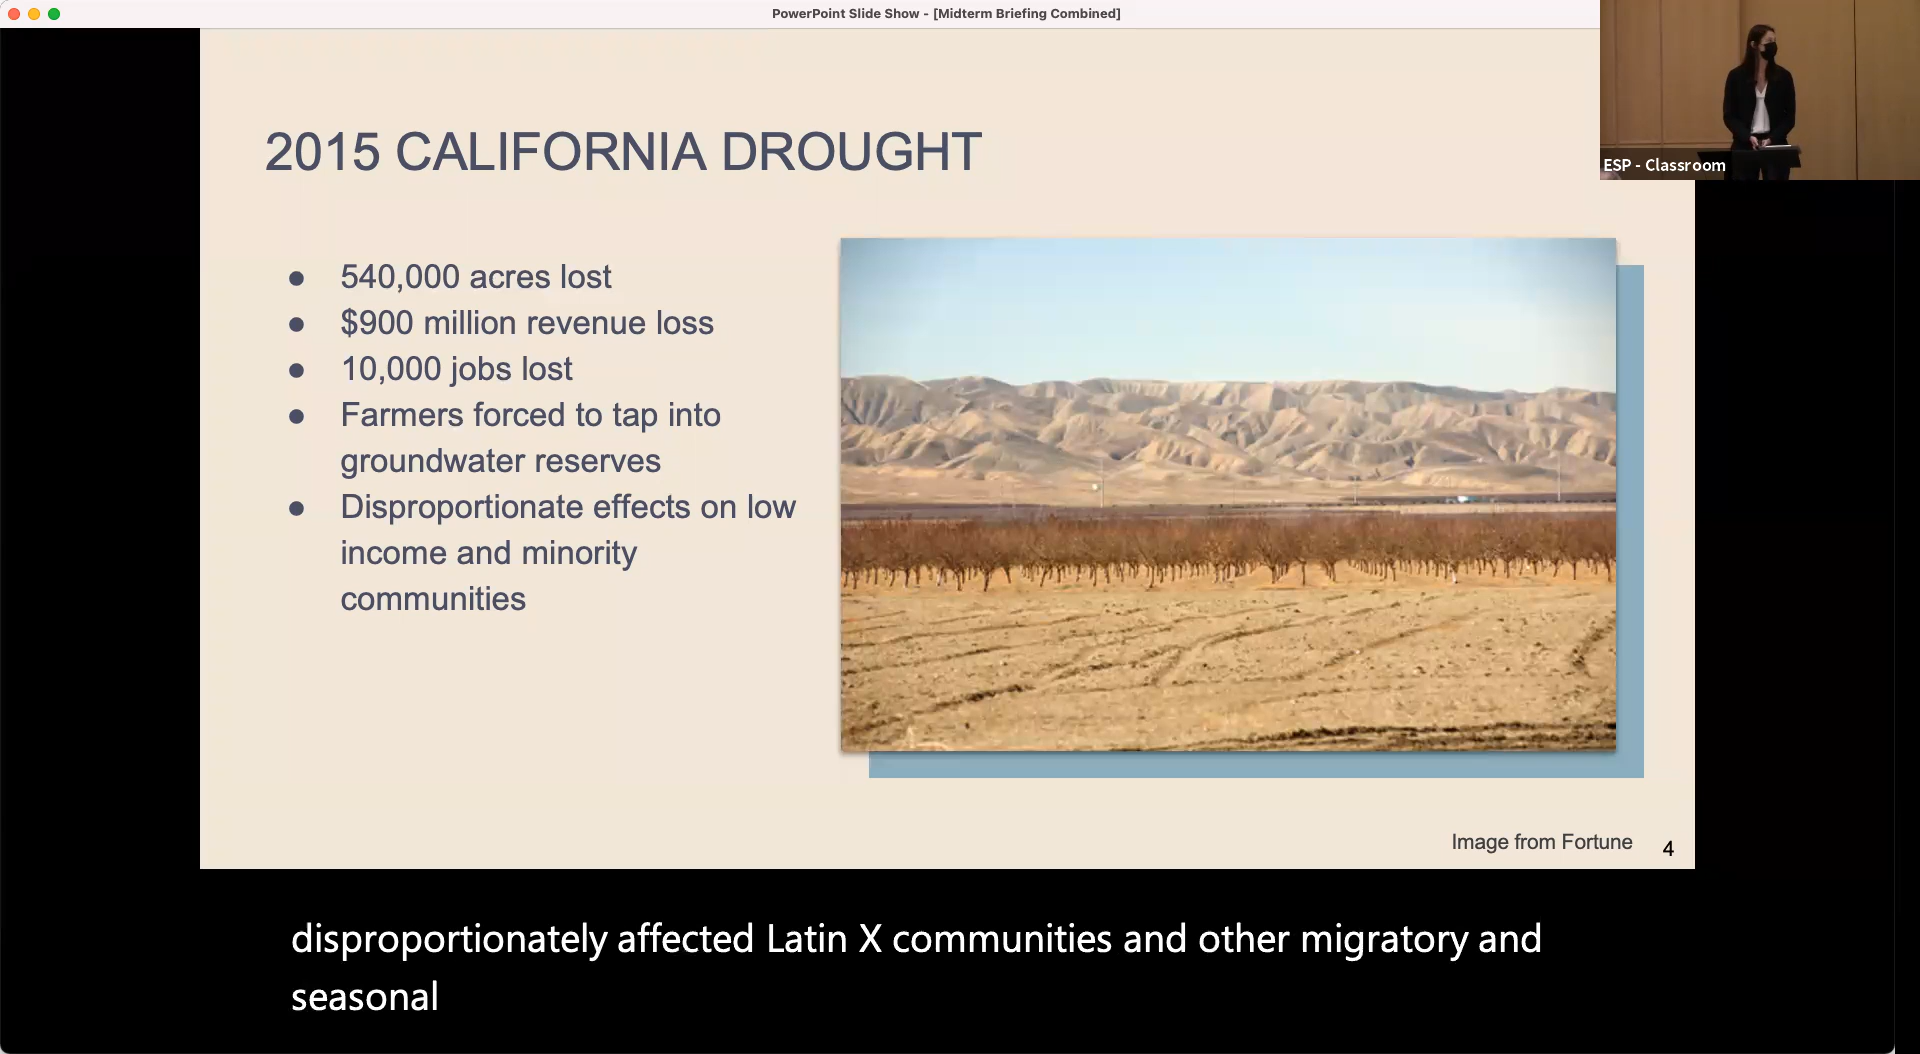 PowerPoint Slide Show - [Midterm Briefing Combined]
ESP - Classroom
2015 CALIFORNIA DROUGHT
● 540,000 acres lost
● $900 million revenue loss
● 10,000 jobs lost
● Farmers forced to tap into
groundwater reserves
● Disproportionate effects on low
income and minority
communities
Image from Fortune
4
disproportionately affected Latin X communities and other migratory and
seasonal